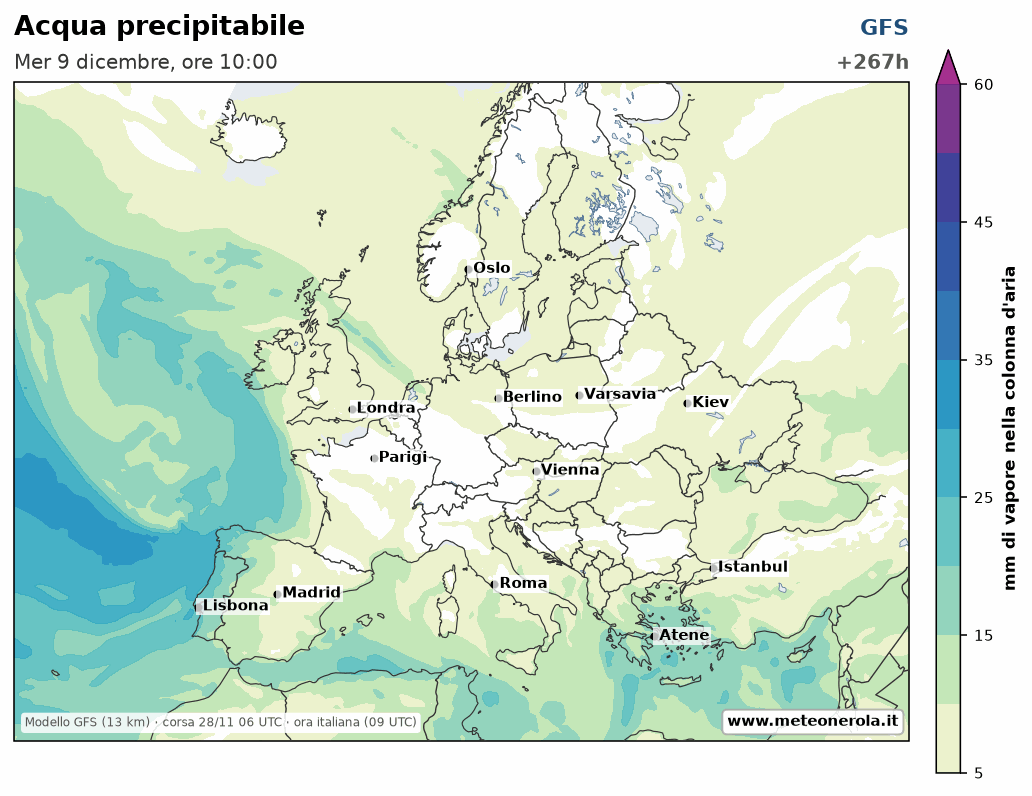 Acqua precipitabile
GFS
Mer 9 dicembre, ore 10:00
+267h
60
45
35
25
15
5
mm di vapore nella colonna d'aria
Oslo
Berlino
Varsavia
Kiev
Londra
Parigi
Vienna
Istanbul
Roma
Madrid
Lisbona
Atene
Modello GFS (13 km) · corsa 28/11 06 UTC · ora italiana (09 UTC)
www.meteonerola.it